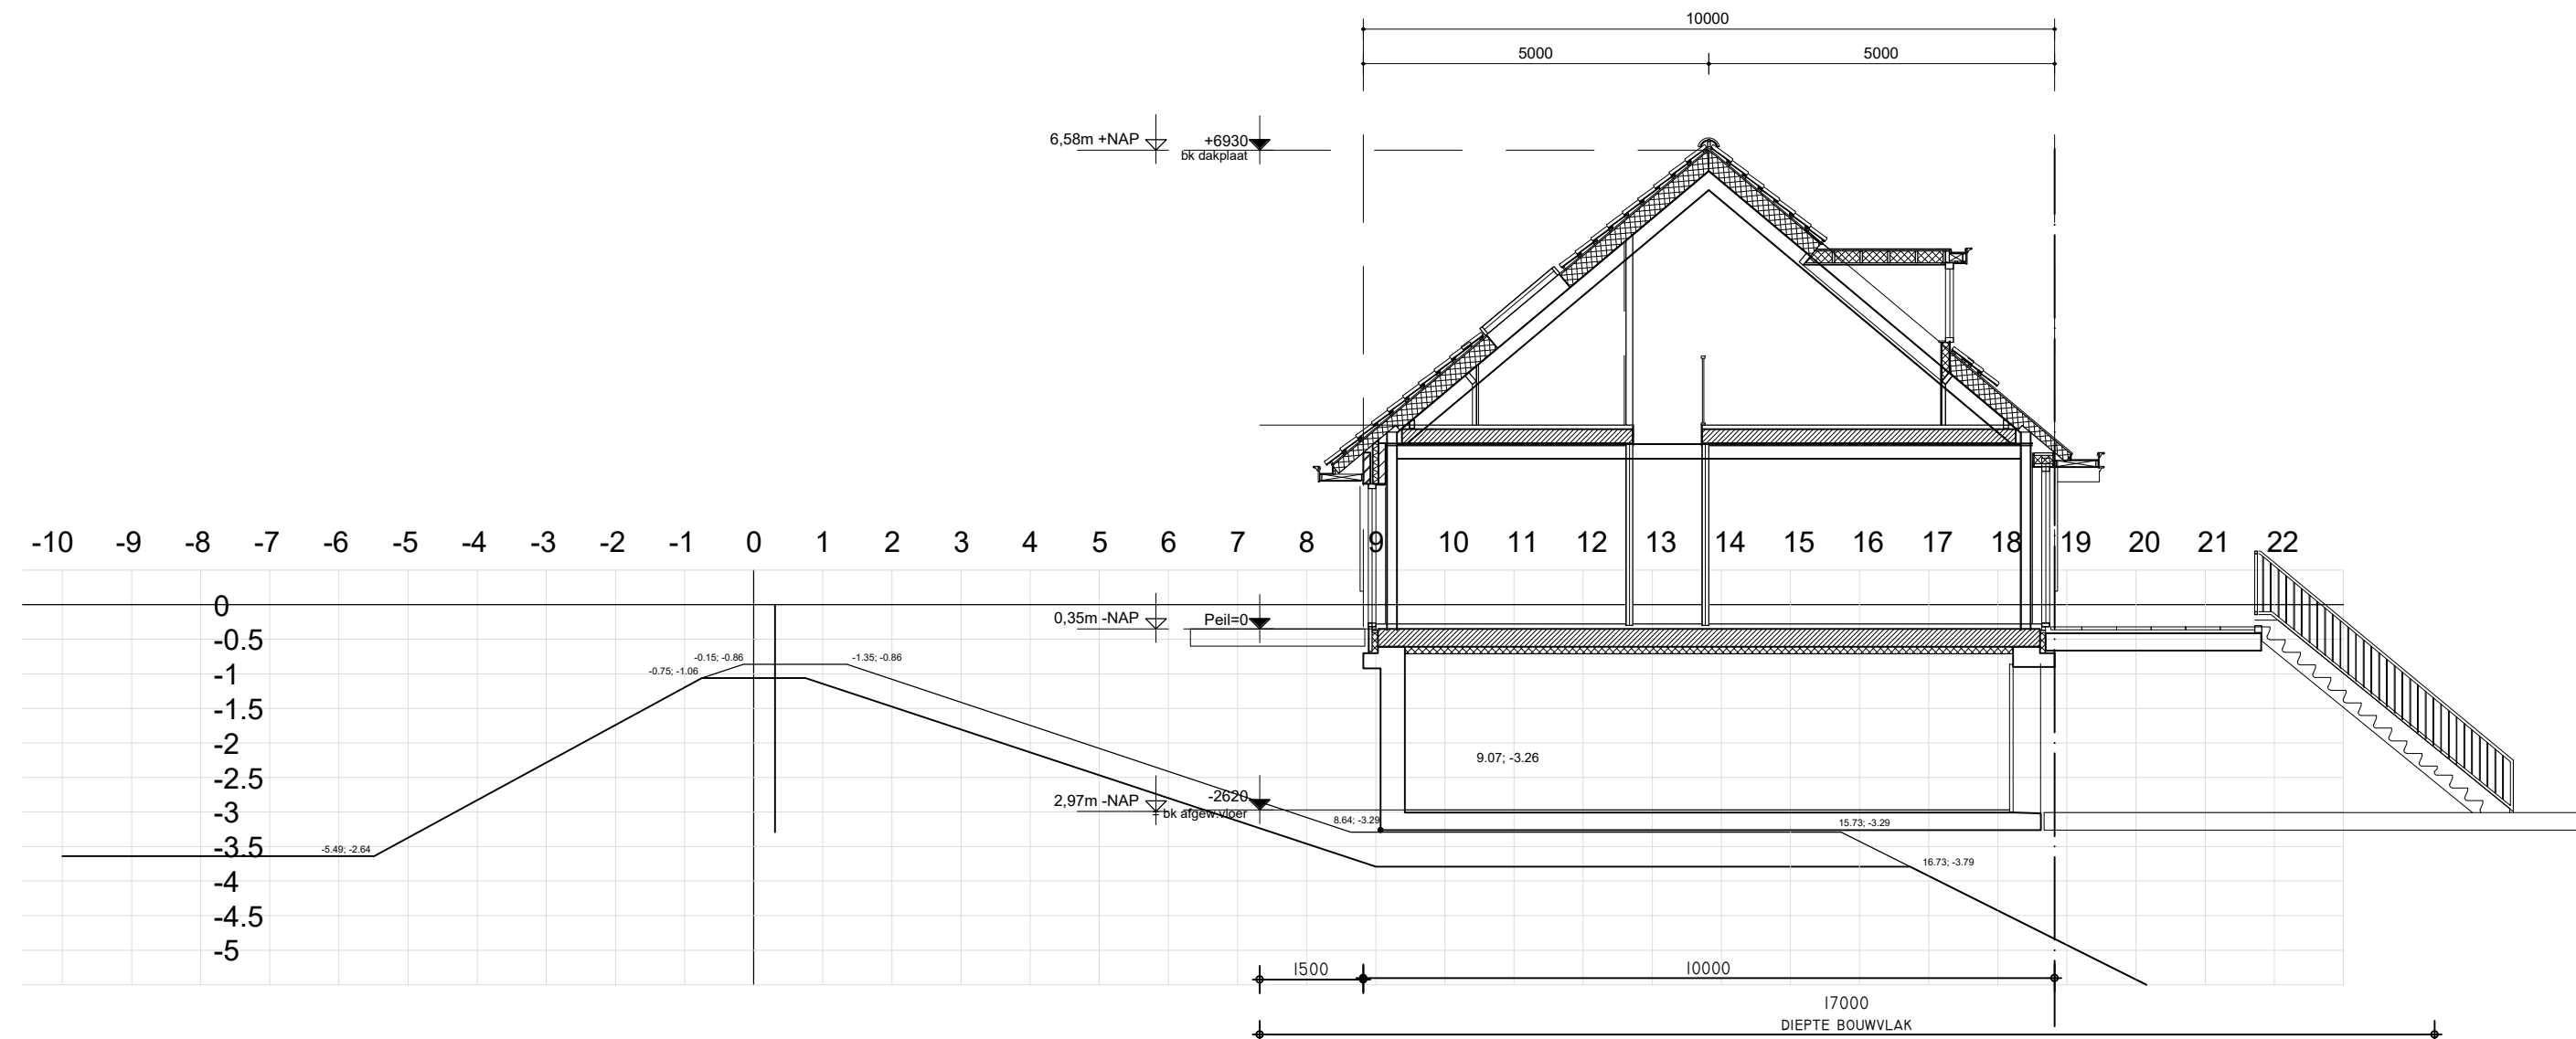 10000
5000 5000
6,58m +NAP +6930
bk dakplaat
-10 -9 -8 -7 -6 -5 -4 -3 -2 -1 0 1 2 3 4 5 6 7 8 9 10 11 12 13 14 15 16 17 18 19 20 21 22
0
0,35m -NAP Peil=0
-0.5
-0.15; -0.86 -1.35; -0.86
-0.75; -1.06
-1
-1.5
-2
9.07; -3.26
-2.5
2,97m -NAP -2620
= bk afgew.vloer
-3
8.64; -3.29 15.73; -3.29
-3.5
-5.49; -2.64
16.73; -3.79
-4
-4.5
-5
1500 10000
17000
DIEPTE BOUWVLAK